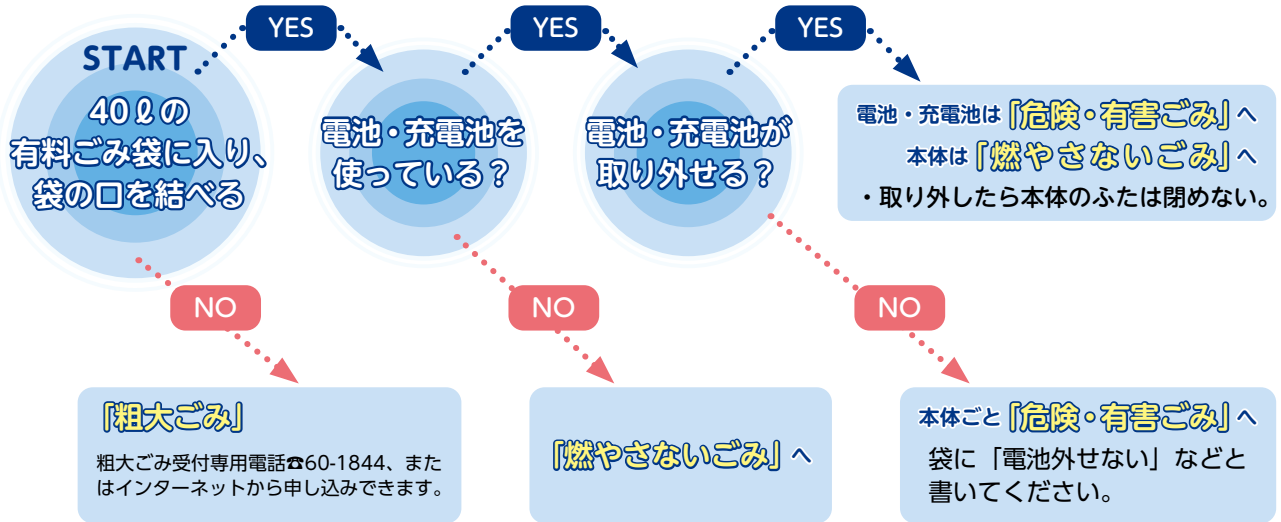 START
40ℓの
有料ごみ袋に入り、
袋の口を結べる
YES
電池・充電池を
使っている？
YES
電池・充電池が
取り外せる？
YES
電池・充電池は「危険・有害ごみ」へ
本体は「燃やさないごみ」へ
・取り外したら本体のふたは閉めない。
NO
「粗大ごみ」
粗大ごみ受付専用電話☎60-1844、また
はインターネットから申し込みできます。
NO
「燃やさないごみ」へ
NO
本体ごと「危険・有害ごみ」へ
袋に「電池外せない」などと
書いてください。